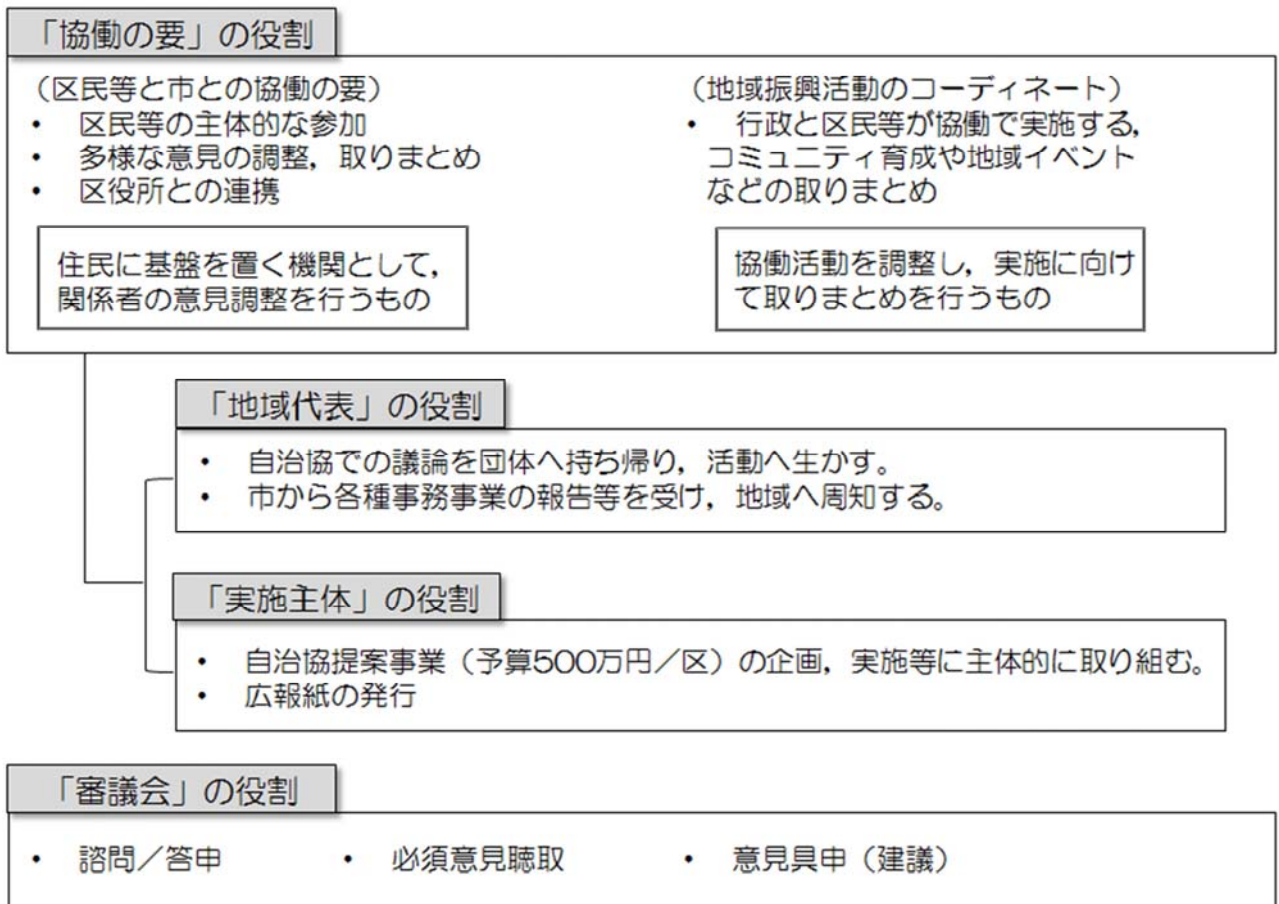 「協働の要」の役割
（区民等と市との協働の要）
・ 区民等の主体的な参加
・ 多様な意見の調整，取りまとめ
・ 区役所との連携
住民に基盤を置く機関として，
関係者の意見調整を行うもの
（地域振興活動のコーディネート）
・ 行政と区民等が協働で実施する，
コミュニティ育成や地域イベント
などの取りまとめ
協働活動を調整し，実施に向け
て取りまとめを行うもの
「地域代表」の役割
・ 自治協での議論を団体へ持ち帰り，活動へ生かす。
・ 市から各種事務事業の報告等を受け，地域へ周知する。
「実施主体」の役割
・ 自治協提案事業（予算500万円／区）の企画，実施等に主体的に取り組む。
・ 広報紙の発行
「審議会」の役割
・ 諮問／答申 ・ 必須意見聴取 ・ 意見具申（建議）